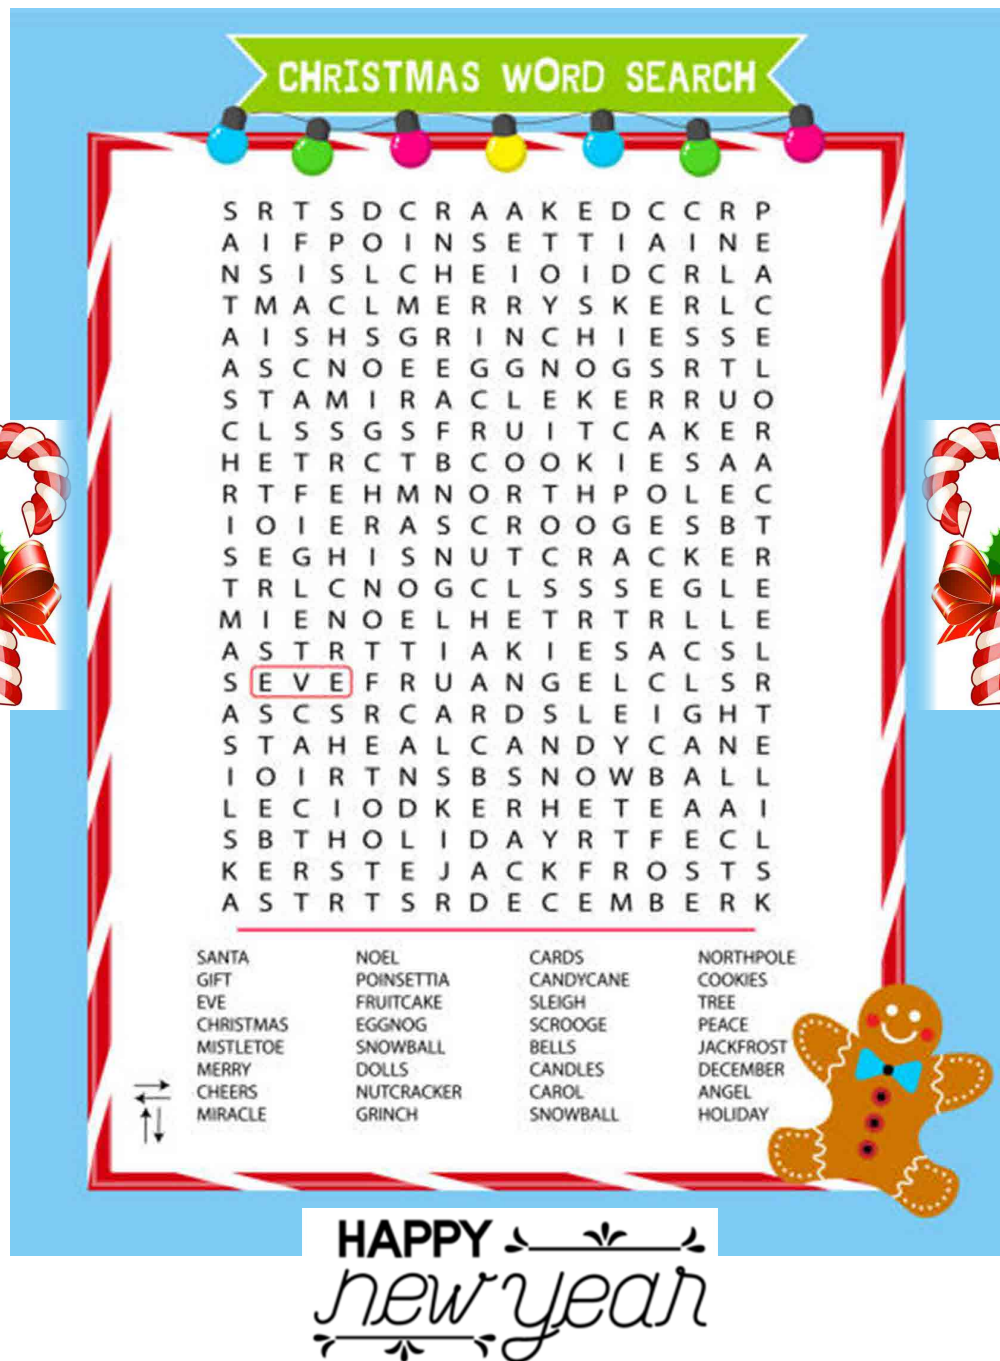 CHRISTMAS WORD SEARCH
S R T S D C R A A K E D C C R P
A I F P O I N S E T T I A I N E
N S I S L C H E I O I D C R L A
T M A C L M E R R Y S K E R L C
A I S H S G R I N C H I E S S E
A S C N O E E G G N O G S R T L
S T A M I R A C L E K E R R U O
C L S S G S F R U I T C A K E R
H E T R C T B C O O K I E S A A
R T F E H M N O R T H P O L E C
I O I E R A S C R O O G E S B T
S E G H I S N U T C R A C K E R
T R L C N O G C L S S S E G L E
M I E N O E L H E T R T R L L E
A S T R T T I A K I E S A C S L
S E V E F R U A N G E L C L S R
A S C S R C A R D S L E I G H T
S T A H E A L C A N D Y C A N E
I O I R T N S B S N O W B A L L
L E C I O D K E R H E T E A A I
S B T H O L I D A Y R T F E C L
K E R S T E J A C K F R O S T S
A S T R T S R D E C E M B E R K
SANTA NOEL CARDS NORTHPOLE
GIFT POINSETTIA CANDYCANE COOKIES
EVE FRUITCAKE SLEIGH TREE
CHRISTMAS EGGNOG SCROOGE PEACE
MISTLETOE SNOWBALL BELLS JACKFROST
MERRY DOLLS CANDLES DECEMBER
CHEERS NUTCRACKER CAROL ANGEL
MIRACLE GRINCH SNOWBALL HOLIDAY
HAPPY
new year